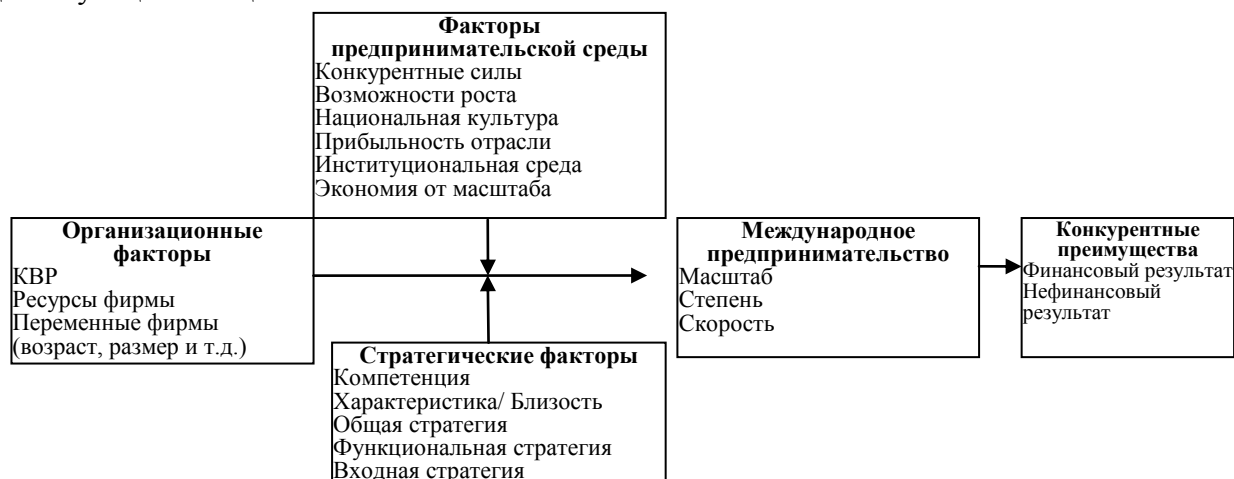 Факторы
предпринимательской среды
Конкурентные силы
Возможности роста
Национальная культура
Прибыльность отрасли
Институциональная среда
Экономия от масштаба
Организационные
факторы
КВР
Ресурсы фирмы
Переменные фирмы
(возраст, размер и т.д.)
Международное
предпринимательство
Масштаб
Степень
Скорость
Конкурентные
преимущества
Финансовый результат
Нефинансовый
результат
Стратегические факторы
Компетенция
Характеристика/ Близость
Общая стратегия
Функциональная стратегия
Входная стратегия